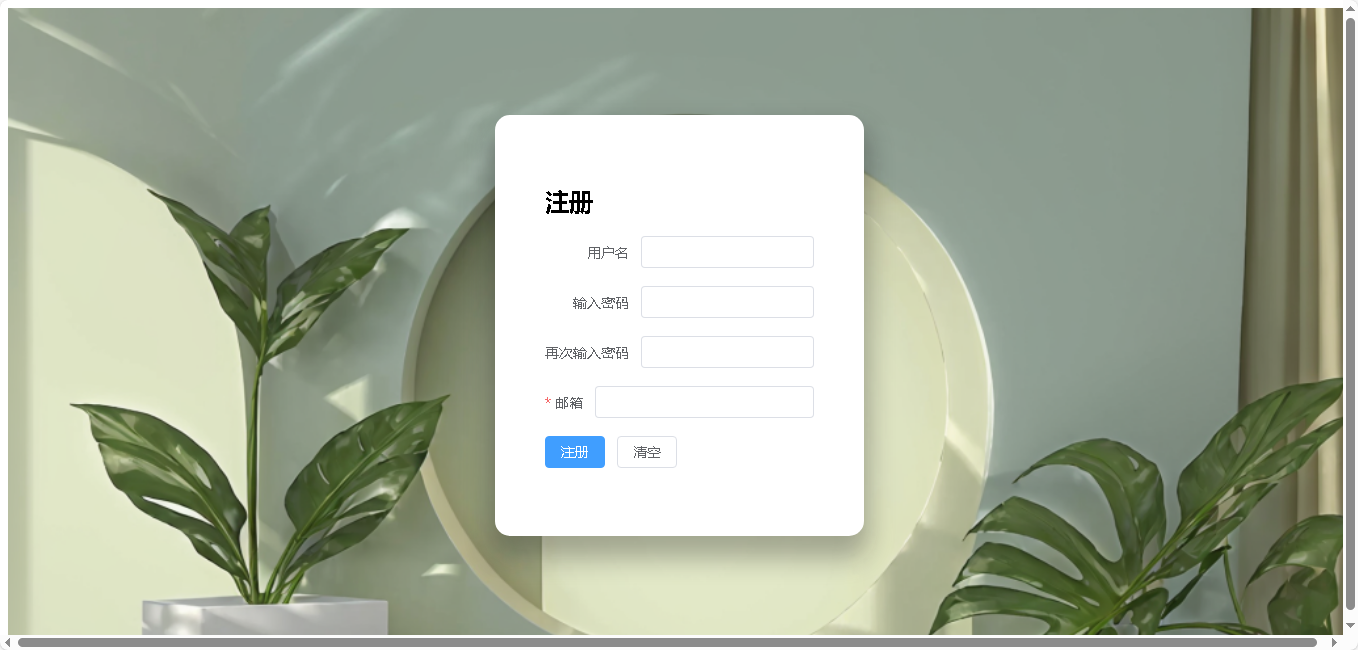 注册
用户名
输入密码
再次输入密码
* 邮箱
注册 清空